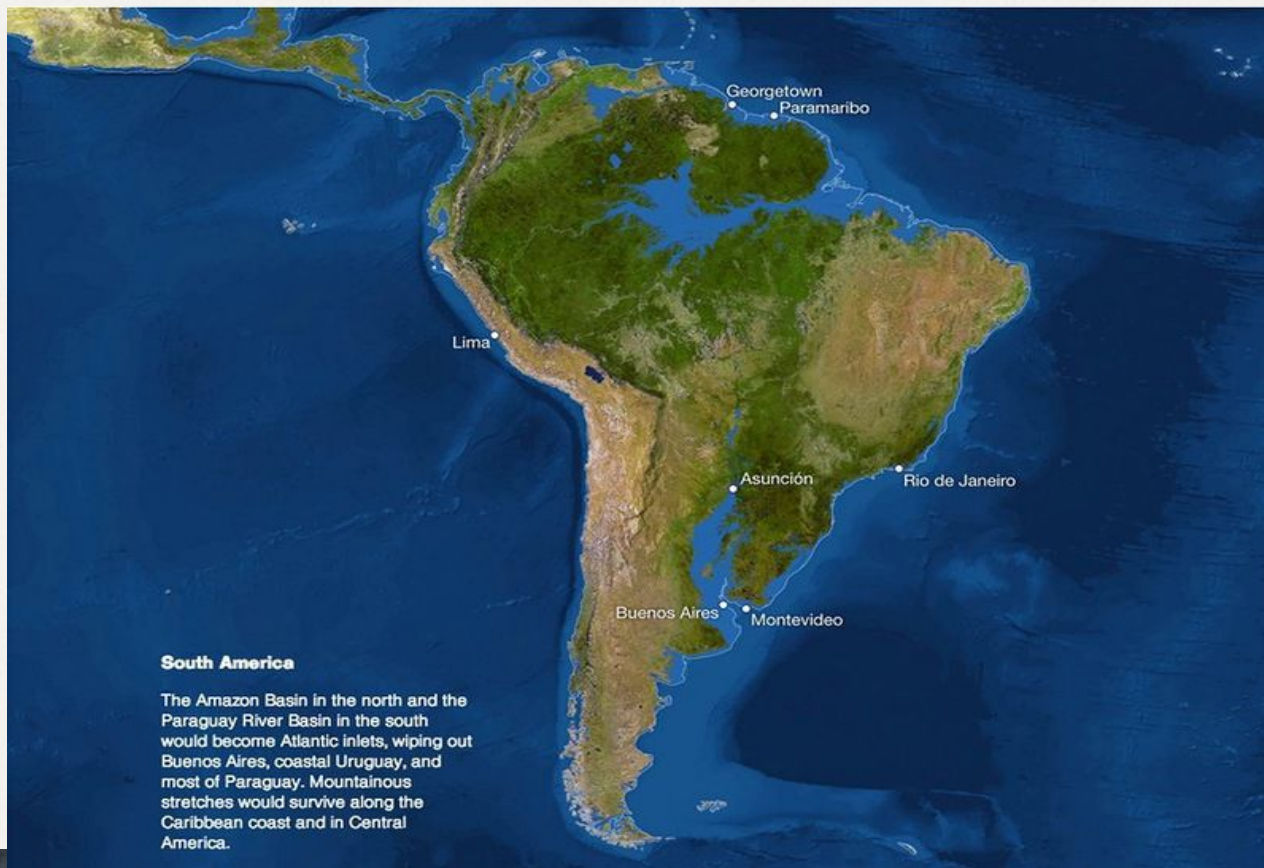 Georgetown
Paramaribo
Lima
Asunción
Rio de Janeiro
Buenos Aires
Montevideo
South America
The Amazon Basin in the north and the
Paraguay River Basin in the south
would become Atlantic inlets, wiping out
Buenos Aires, coastal Uruguay, and
most of Paraguay. Mountainous
stretches would survive along the
Caribbean coast and in Central
America.